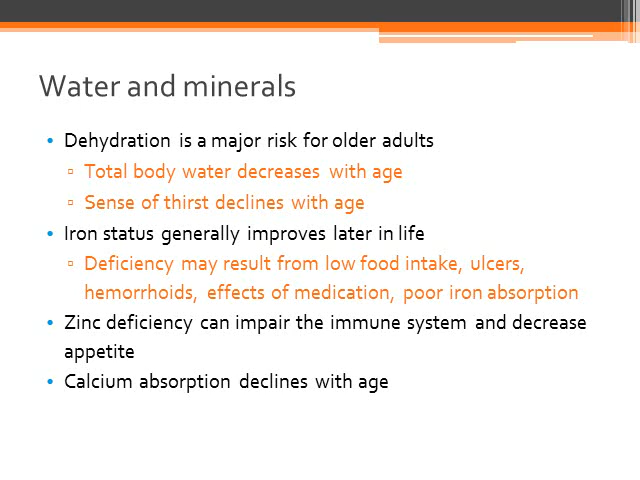 Water and minerals
• Dehydration is a major risk for older adults
▫ Total body water decreases with age
▫ Sense of thirst declines with age
• Iron status generally improves later in life
▫ Deficiency may result from low food intake, ulcers,
hemorrhoids, effects of medication, poor iron absorption
• Zinc deficiency can impair the immune system and decrease
appetite
• Calcium absorption declines with age